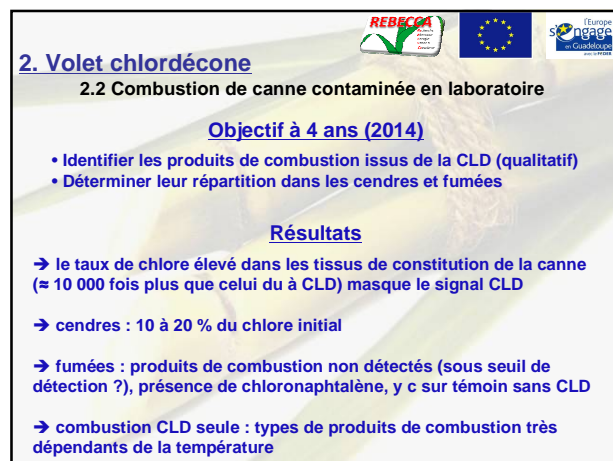 REBECCA
l'Europe
s'engage
en Guadeloupe
avec le FEDER
2. Volet chlordécone
2.2 Combustion de canne contaminée en laboratoire
Objectif à 4 ans (2014)
• Identifier les produits de combustion issus de la CLD (qualitatif)
• Déterminer leur répartition dans les cendres et fumées
Résultats
➔ le taux de chlore élevé dans les tissus de constitution de la canne
(≈ 10 000 fois plus que celui du à CLD) masque le signal CLD
➔ cendres : 10 à 20 % du chlore initial
➔ fumées : produits de combustion non détectés (sous seuil de
détection ?), présence de chloronaphtalène, y c sur témoin sans CLD
➔ combustion CLD seule : types de produits de combustion très
dépendants de la température